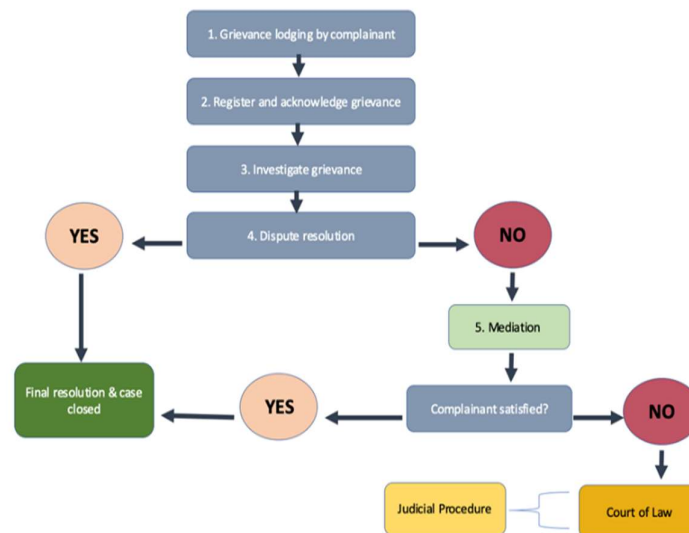 1. Grievance lodging by complainant
2. Register and acknowledge grievance
3. Investigate grievance
4. Dispute resolution
YES
NO
5. Mediation
Final resolution & case
closed
YES
Complainant satisfied?
NO
Judicial Procedure
Court of Law